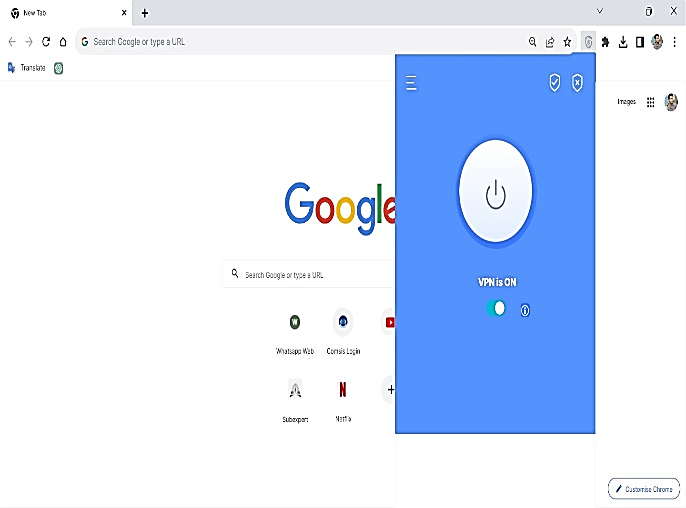 New Tab
Search Google or type a URL
Translate
Images
Google
Search Google or type a URL
VPN is ON
W
Whatsapp Web
Comsis Login
Subexpert
N
Netflix
Customise Chrome